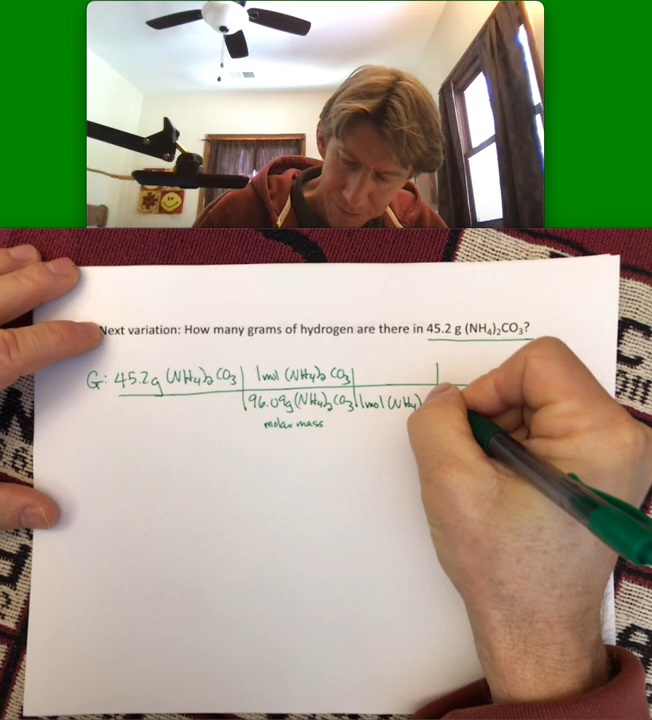 Next variation: How many grams of hydrogen are there in 45.2 g (NH₄)₂CO₃?
G: 45.2g (NH₄)₂CO₃ | 1mol (NH₄)₂CO₃ |
96.09g (NH₄)₂CO₃ | 1mol (NH₄)
molar mass